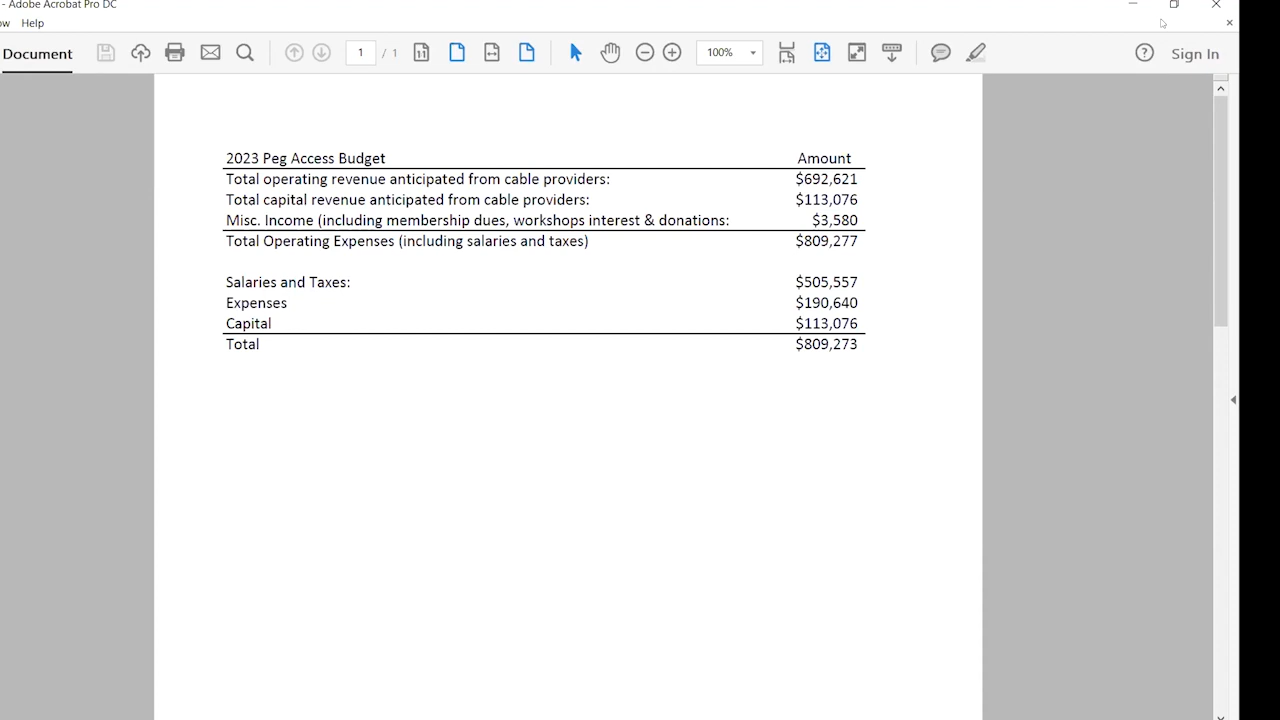 - Adobe Acrobat Pro DC
ow Help
Document 1 / 1 100% Sign In
2023 Peg Access Budget Amount
Total operating revenue anticipated from cable providers: $692,621
Total capital revenue anticipated from cable providers: $113,076
Misc. Income (including membership dues, workshops interest & donations: $3,580
Total Operating Expenses (including salaries and taxes) $809,277
Salaries and Taxes: $505,557
Expenses $190,640
Capital $113,076
Total $809,273